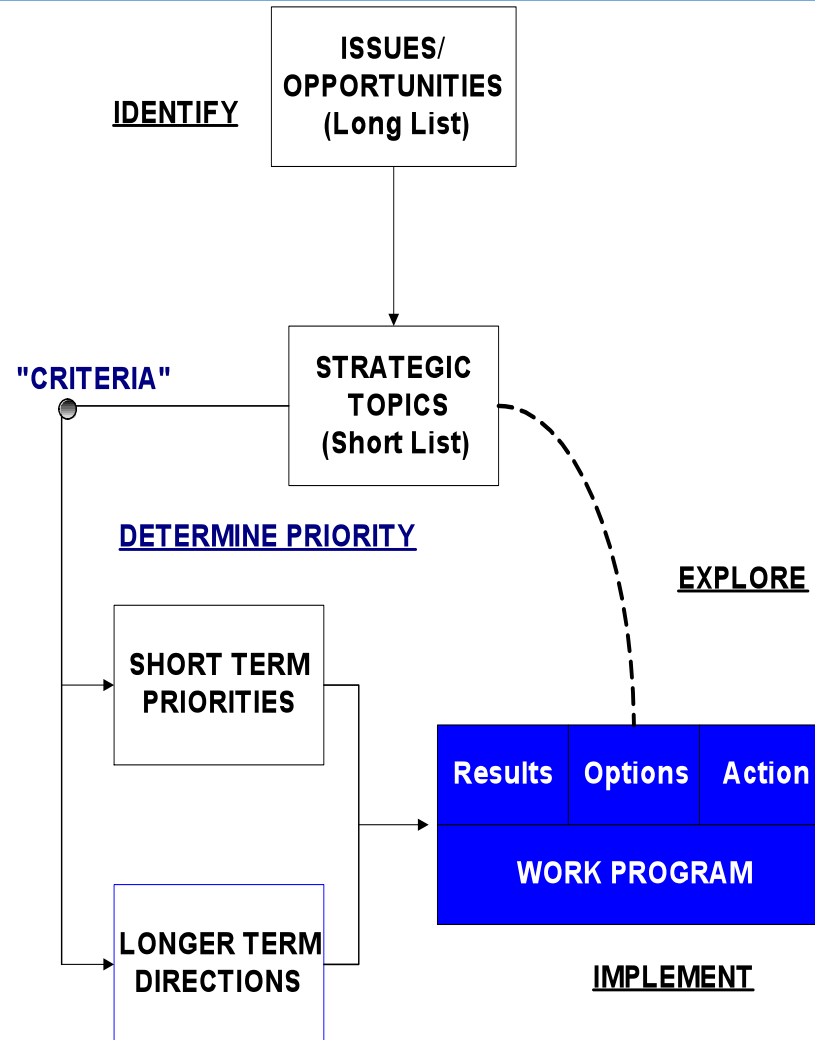 ISSUES/
OPPORTUNITIES
(Long List)
IDENTIFY
STRATEGIC
TOPICS
(Short List)
"CRITERIA"
DETERMINE PRIORITY
EXPLORE
SHORT TERM
PRIORITIES
Results Options Action
WORK PROGRAM
LONGER TERM
DIRECTIONS
IMPLEMENT